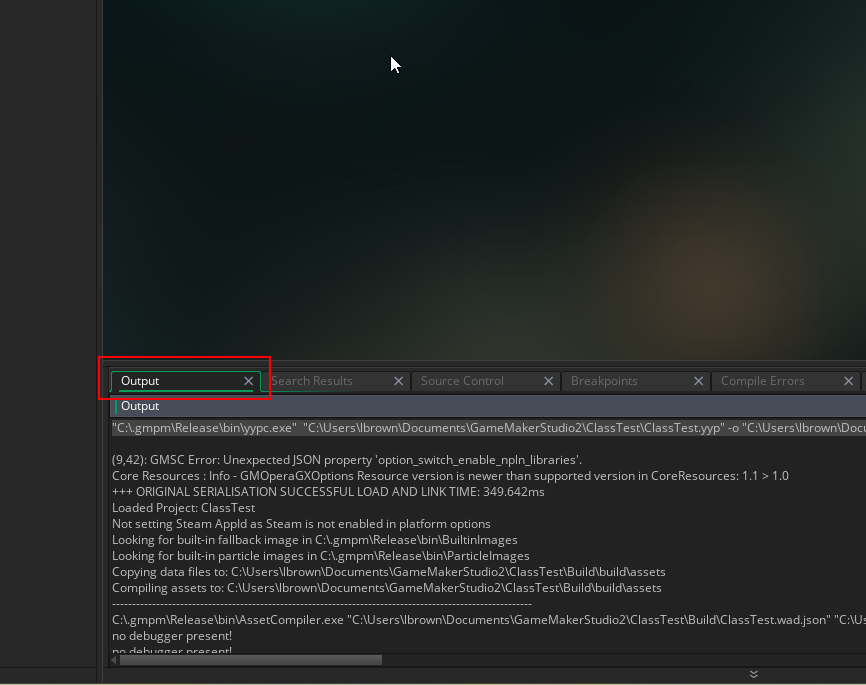 Output Search Results Source Control Breakpoints Compile Errors
Output
"C:\.gmpm\Release\bin\yypc.exe" "C:\Users\lbrown\Documents\GameMakerStudio2\ClassTest\ClassTest.yyp" -o "C:\Users\lbrown\Docu
(9,42): GMSC Error: Unexpected JSON property 'option_switch_enable_npln_libraries'.
Core Resources : Info - GMOperaGXOptions Resource version is newer than supported version in CoreResources: 1.1 > 1.0
+++ ORIGINAL SERIALISATION SUCCESSFUL LOAD AND LINK TIME: 349.642ms
Loaded Project: ClassTest
Not setting Steam AppId as Steam is not enabled in platform options
Looking for built-in fallback image in C:\.gmpm\Release\bin\BuiltinImages
Looking for built-in particle images in C:\.gmpm\Release\bin\ParticleImages
Copying data files to: C:\Users\lbrown\Documents\GameMakerStudio2\ClassTest\Build\build\assets
Compiling assets to: C:\Users\lbrown\Documents\GameMakerStudio2\ClassTest\Build\build\assets
C:\.gmpm\Release\bin\AssetCompiler.exe "C:\Users\lbrown\Documents\GameMakerStudio2\ClassTest\Build\ClassTest.wad.json" "C:\Us
no debugger present!
no debugger present!